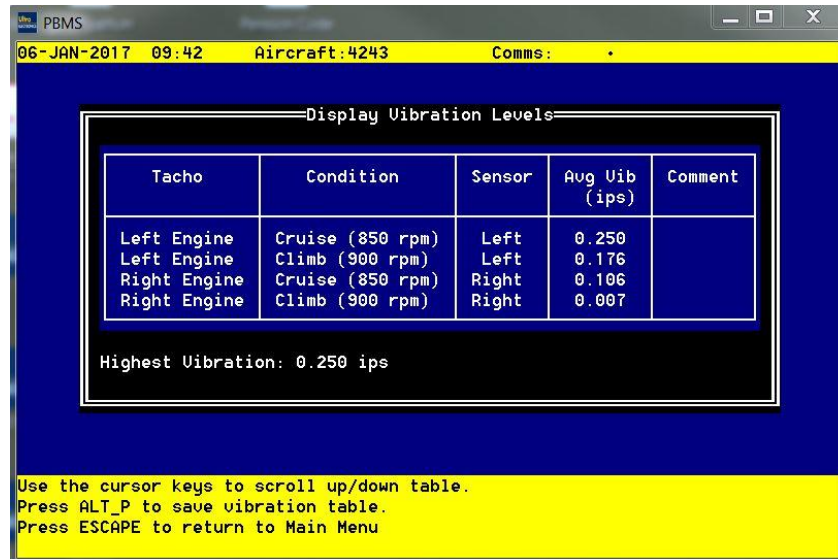 PBMS
06-JAN-2017 09:42 Aircraft:4243 Comms:
Display Vibration Levels
Tacho Condition Sensor Avg Vib (ips) Comment
Left Engine Cruise (850 rpm) Left 0.250
Left Engine Climb (900 rpm) Left 0.176
Right Engine Cruise (850 rpm) Right 0.106
Right Engine Climb (900 rpm) Right 0.007
Highest Vibration: 0.250 ips
Use the cursor keys to scroll up/down table.
Press ALT_P to save vibration table.
Press ESCAPE to return to Main Menu